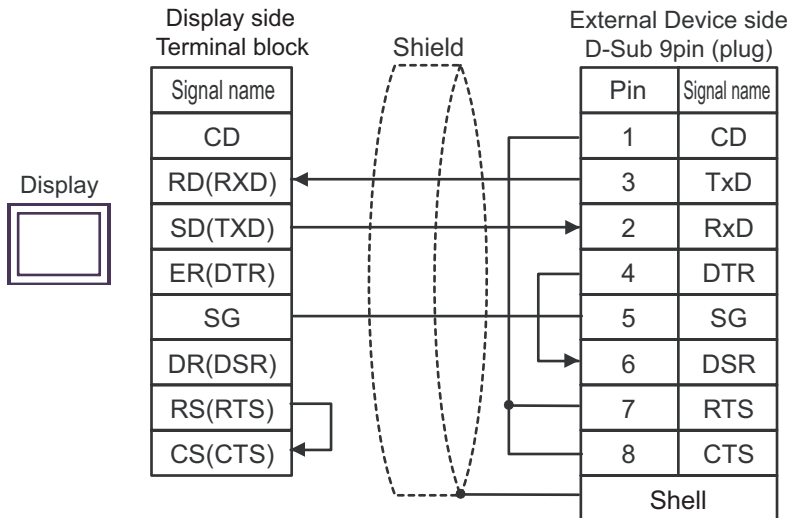 Display side
Terminal block
Shield
External Device side
D-Sub 9pin (plug)
Display
Signal name
CD
RD(RXD)
SD(TXD)
ER(DTR)
SG
DR(DSR)
RS(RTS)
CS(CTS)
Pin Signal name
1 CD
3 TxD
2 RxD
4 DTR
5 SG
6 DSR
7 RTS
8 CTS
Shell